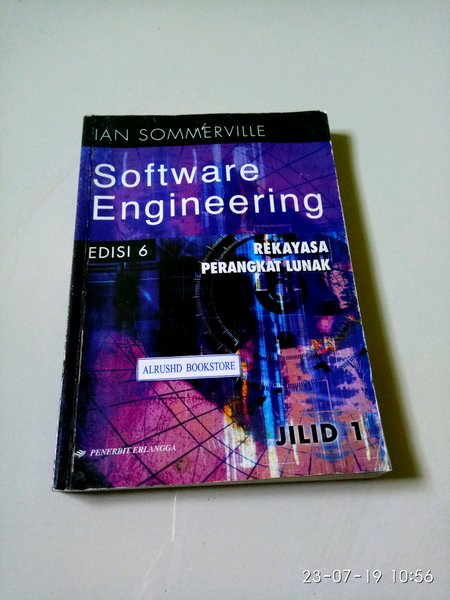 IAN SOMMERVILLE
Software
Engineering
EDISI 6
REKAYASA
PERANGKAT LUNAK
ALRUSHD BOOKSTORE
JILID 1
PENERBIT ERLANGGA
23-07-19 10:56